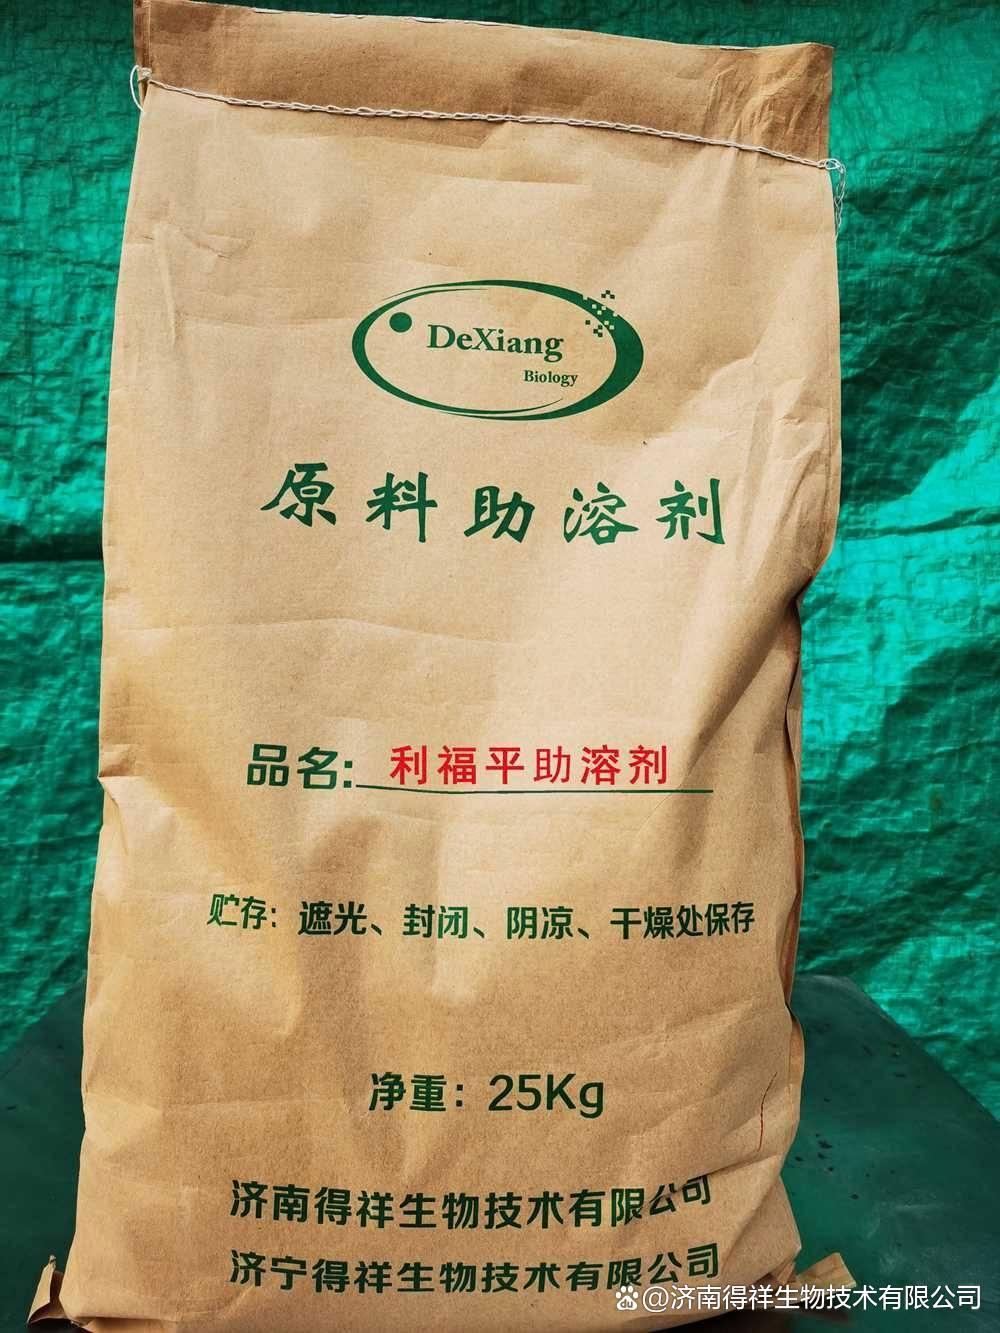 DeXiang
Biology
原料助溶剂
品名: 利福平助溶剂
贮存: 遮光、封闭、阴凉、干燥处保存
净重: 25Kg
济南得祥生物技术有限公司
济宁得祥生物技术有限公司
@济南得祥生物技术有限公司